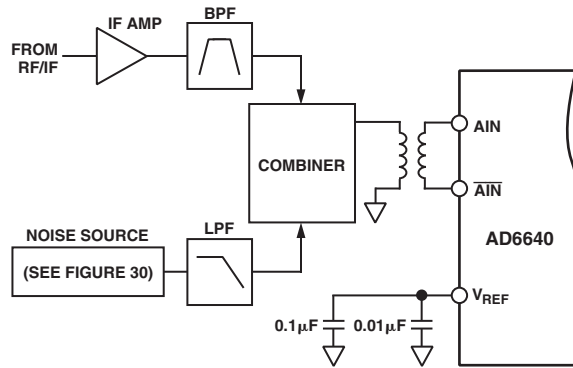 IF AMP
BPF
FROM
RF/IF
COMBINER
AIN
A̅I̅N̅
AD6640
NOISE SOURCE
(SEE FIGURE 30)
LPF
VREF
0.1μF
0.01μF